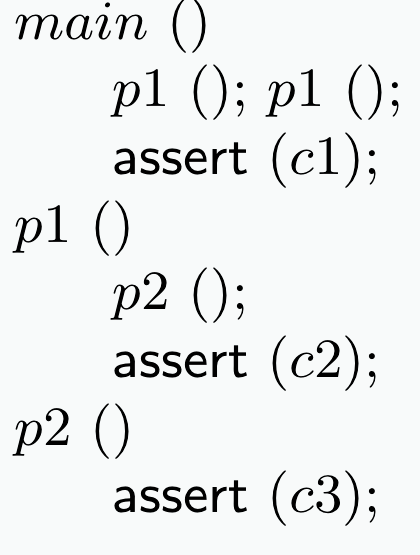 main ()
p1 (); p1 ();
assert (c1);
p1 ()
p2 ();
assert (c2);
p2 ()
assert (c3);